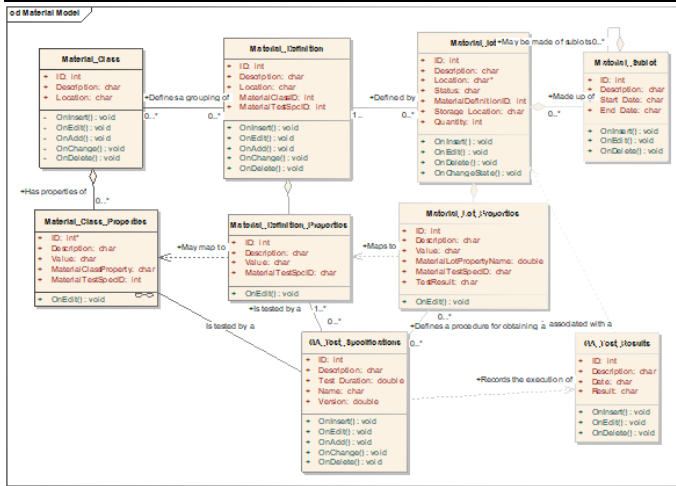 od Material Model
Material_Class
+ ID: int
+ Description: char
+ Location: char
- OnInsert() : void
- OnEdit() : void
- OnAdd() : void
- OnChange() : void
- OnDelete() : void
+Defines a grouping of
0..*
0..*
Material_Definition
+ ID: int
+ Description: char
+ Location: char
+ MaterialClassID: int
+ MaterialTestSpcID: int
+ OnInsert() : void
+ OnEdit() : void
+ OnAdd() : void
+ OnChange() : void
+ OnDelete() : void
+Defined by
1..
0..*
Material_lot
+ ID: int
+ Description: char
+ Location: char*
+ Status: char
+ MaterialDefinitionID: int
+ Storage Location: char
+ Quantity: int
+ OnInsert() : void
+ OnEdit() : void
+ OnDelete() : void
+ OnChangeState() : void
+May be made of sublots0..*
+Made up of
0..*
Material_Sublot
+ ID: int
+ Description: char
+ Start Date: char
+ End Date: char
+ OnInsert() : void
+ OnEdit() : void
+ OnDelete() : void
+Has properties of
0..*
Material_Class_Properties
+ ID: int*
+ Description: char
+ Value: char
+ MaterialClassProperty: char
+ MaterialTestSpedID: int
+ OnEdit() : void
+May map to
Material_Definition_Properties
+ ID: int
+ Description: char
+ Value: char
+ MaterialTestSpcID: char
+ OnEdit() : void
+Maps to
Material_Lot_Properties
+ ID: int
+ Description: char
+ Value: char
+ MaterialLotPropertyName: double
+ MaterialTestSpedID: char
+ TestResult: char
+ OnEdit() : void
+Is tested by a
1..*
0..*
Is tested by a
0..*
+Defines a procedure for obtaining a
0..*
associated with a
QA_Test_Specifications
+ ID: int
+ Description: char
+ Test Duration: double
+ Name: char
+ Version: double
+ OnInsert() : void
+ OnEdit() : void
+ OnAdd() : void
+ OnChange() : void
+ OnDelete() : void
+Records the execution of
QA_Test_Results
+ ID: int
+ Description: char
+ Date: char
+ Result: char
+ OnInsert() : void
+ OnEdit() : void
+ OnDelete() : void